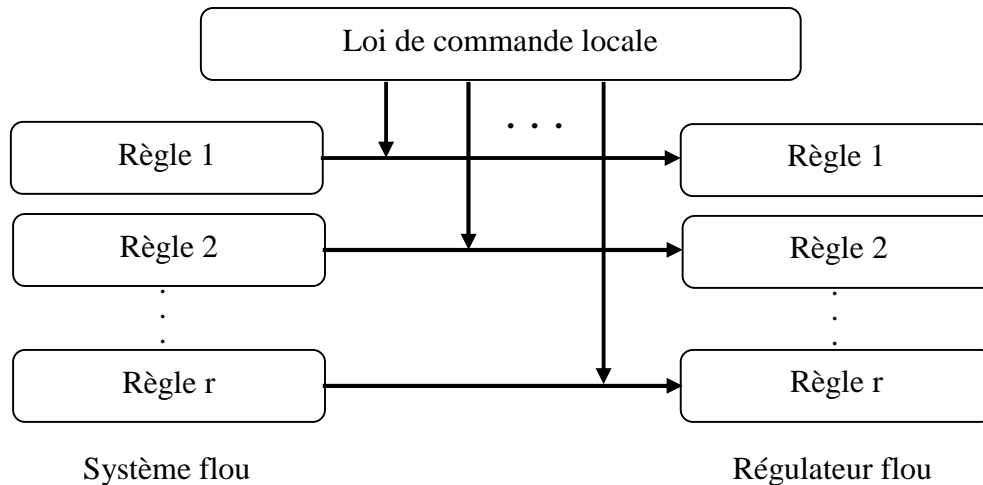 Loi de commande locale
. . .
Règle 1
Règle 1
Règle 2
Règle 2
Règle r
Règle r
Système flou
Régulateur flou